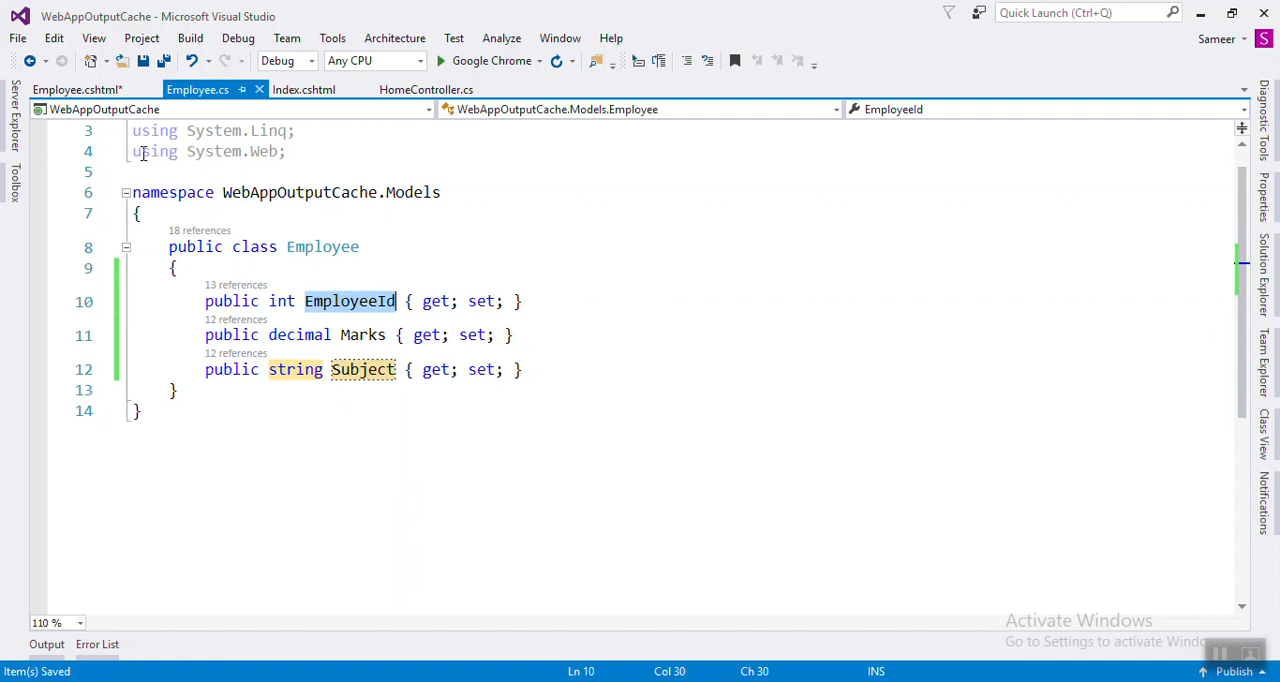 WebAppOutputCache - Microsoft Visual Studio
Quick Launch (Ctrl+Q)
File Edit View Project Build Debug Team Tools Architecture Test Analyze Window Help
Sameer S
Debug Any CPU Google Chrome
Employee.cshtml* Employee.cs Index.cshtml HomeController.cs
WebAppOutputCache WebAppOutputCache.Models.Employee EmployeeId
Server Explorer
Toolbox
3 using System.Linq;
4 using System.Web;
5
6 namespace WebAppOutputCache.Models
7 {
18 references
8 public class Employee
9 {
13 references
10 public int EmployeeId { get; set; }
12 references
11 public decimal Marks { get; set; }
12 references
12 public string Subject { get; set; }
13 }
14 }
Diagnostic Tools
Properties
Solution Explorer
Team Explorer
Class View
Notifications
110 %
Activate Windows
Go to Settings to activate Windo
Output Error List
Item(s) Saved Ln 10 Col 30 Ch 30 INS Publish